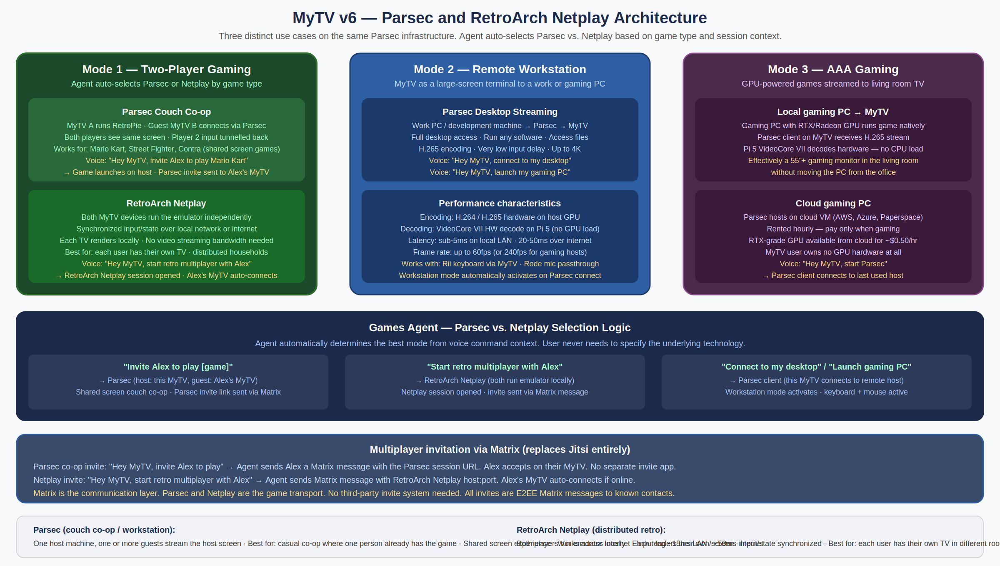 MyTV v6 — Parsec and RetroArch Netplay Architecture
Three distinct use cases on the same Parsec infrastructure. Agent auto-selects Parsec vs. Netplay based on game type and session context.
Mode 1 — Two-Player Gaming
Agent auto-selects Parsec or Netplay by game type
Parsec Couch Co-op
MyTV A runs RetroPie · Guest MyTV B connects via Parsec
Both players see same screen · Player 2 input tunnelled back
Works for: Mario Kart, Street Fighter, Contra (shared screen games)
Voice: "Hey MyTV, invite Alex to play Mario Kart"
→ Game launches on host · Parsec invite sent to Alex's MyTV
RetroArch Netplay
Both MyTV devices run the emulator independently
Synchronized input/state over local network or internet
Each TV renders locally · No video streaming bandwidth needed
Best for: each user has their own TV · distributed households
Voice: "Hey MyTV, start retro multiplayer with Alex"
→ RetroArch Netplay session opened · Alex's MyTV auto-connects
Mode 2 — Remote Workstation
MyTV as a large-screen terminal to a work or gaming PC
Parsec Desktop Streaming
Work PC / development machine → Parsec → MyTV
Full desktop access · Run any software · Access files
H.265 encoding · Very low input delay · Up to 4K
Voice: "Hey MyTV, connect to my desktop"
Voice: "Hey MyTV, launch my gaming PC"
Performance characteristics
Encoding: H.264 / H.265 hardware on host GPU
Decoding: VideoCore VII HW decode on Pi 5 (no GPU load)
Latency: sub-5ms on local LAN · 20-50ms over internet
Frame rate: up to 60fps (or 240fps for gaming hosts)
Works with: Rii keyboard via MyTV · Rode mic passthrough
Workstation mode automatically activates on Parsec connect
Mode 3 — AAA Gaming
GPU-powered games streamed to living room TV
Local gaming PC → MyTV
Gaming PC with RTX/Radeon GPU runs game natively
Parsec client on MyTV receives H.265 stream
Pi 5 VideoCore VII decodes hardware — no CPU load
Effectively a 55"+ gaming monitor in the living room
without moving the PC from the office
Cloud gaming PC
Parsec hosts on cloud VM (AWS, Azure, Paperspace)
Rented hourly — pay only when gaming
RTX-grade GPU available from cloud for ~$0.50/hr
MyTV user owns no GPU hardware at all
Voice: "Hey MyTV, start Parsec"
→ Parsec client connects to last used host
Games Agent — Parsec vs. Netplay Selection Logic
Agent automatically determines the best mode from voice command context. User never needs to specify the underlying technology.
"Invite Alex to play [game]"
→ Parsec (host: this MyTV, guest: Alex's MyTV)
Shared screen couch co-op · Parsec invite link sent via Matrix
"Start retro multiplayer with Alex"
→ RetroArch Netplay (both run emulator locally)
Netplay session opened · invite sent via Matrix message
"Connect to my desktop" / "Launch gaming PC"
→ Parsec client (this MyTV connects to remote host)
Workstation mode activates · keyboard + mouse active
Multiplayer invitation via Matrix (replaces Jitsi entirely)
Parsec co-op invite: "Hey MyTV, invite Alex to play" → Agent sends Alex a Matrix message with the Parsec session URL. Alex accepts on their MyTV. No separate invite app.
Netplay invite: "Hey MyTV, start retro multiplayer with Alex" → Agent sends Matrix message with RetroArch Netplay host:port. Alex's MyTV auto-connects if online.
Matrix is the communication layer. Parsec and Netplay are the game transport. No third-party invite system needed. All invites are E2EE Matrix messages to known contacts.
Parsec (couch co-op / workstation):
One host machine, one or more guests stream the host screen · Best for: casual co-op where one person already has the game · Shared screen
RetroArch Netplay (distributed retro):
synchronized · Best for: each user has their own TV in different